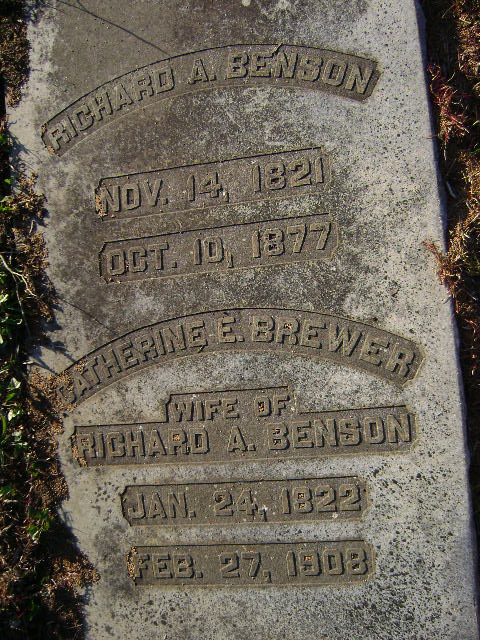 RICHARD A. BENSON
NOV. 14, 1821
OCT. 10, 1877
CATHERINE E. BREWER
WIFE OF
RICHARD A. BENSON
JAN. 24, 1822
FEB. 27, 1908